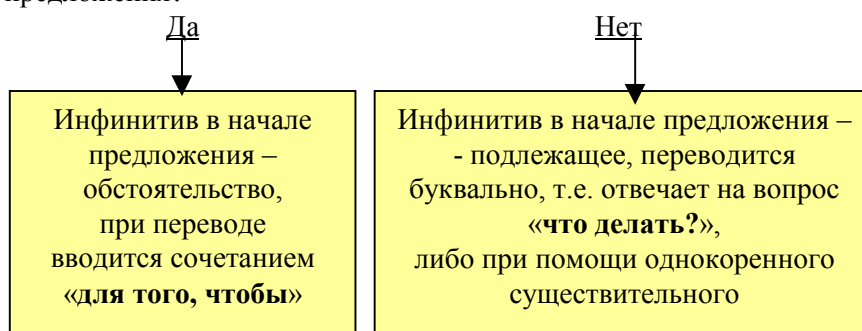 Да
Нет
Инфинитив в начале
предложения –
обстоятельство,
при переводе
вводится сочетанием
«для того, чтобы»
Инфинитив в начале предложения –
- подлежащее, переводится
буквально, т.е. отвечает на вопрос
«что делать?»,
либо при помощи однокоренного
существительного